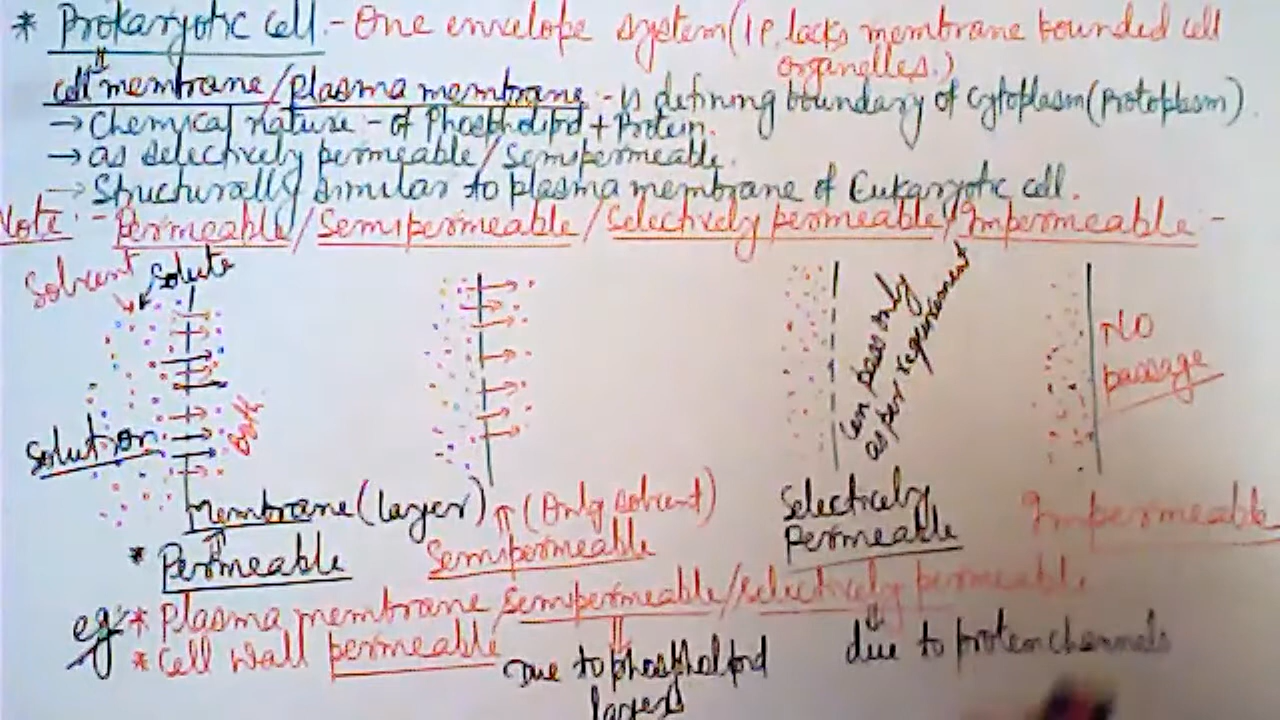 * Prokaryotic cell.- One envelope system (i.e. lacks membrane bounded cell
organelles.)
cell membrane/plasma membrane :- is defining boundary of cytoplasm (protoplasm).
→ Chemical nature - of Phospholipid + Protein.
→ as selectively permeable/semipermeable.
→ Structurally similar to plasma membrane of Eukaryotic cell.
Note :- Permeable/Semipermeable/Selectively permeable/Impermeable :-
Solvent
Solute
Solution
Both
Can pass only
as per requirement
No
passage
Membrane (layer)
(Only solvent)
* Permeable
Semipermeable
Selectively
Permeable
Impermeable
eg:- * Plasma membrane semipermeable/selectively permeable.
* Cell wall permeable
Due to phospholipid
layers
due to protein channels